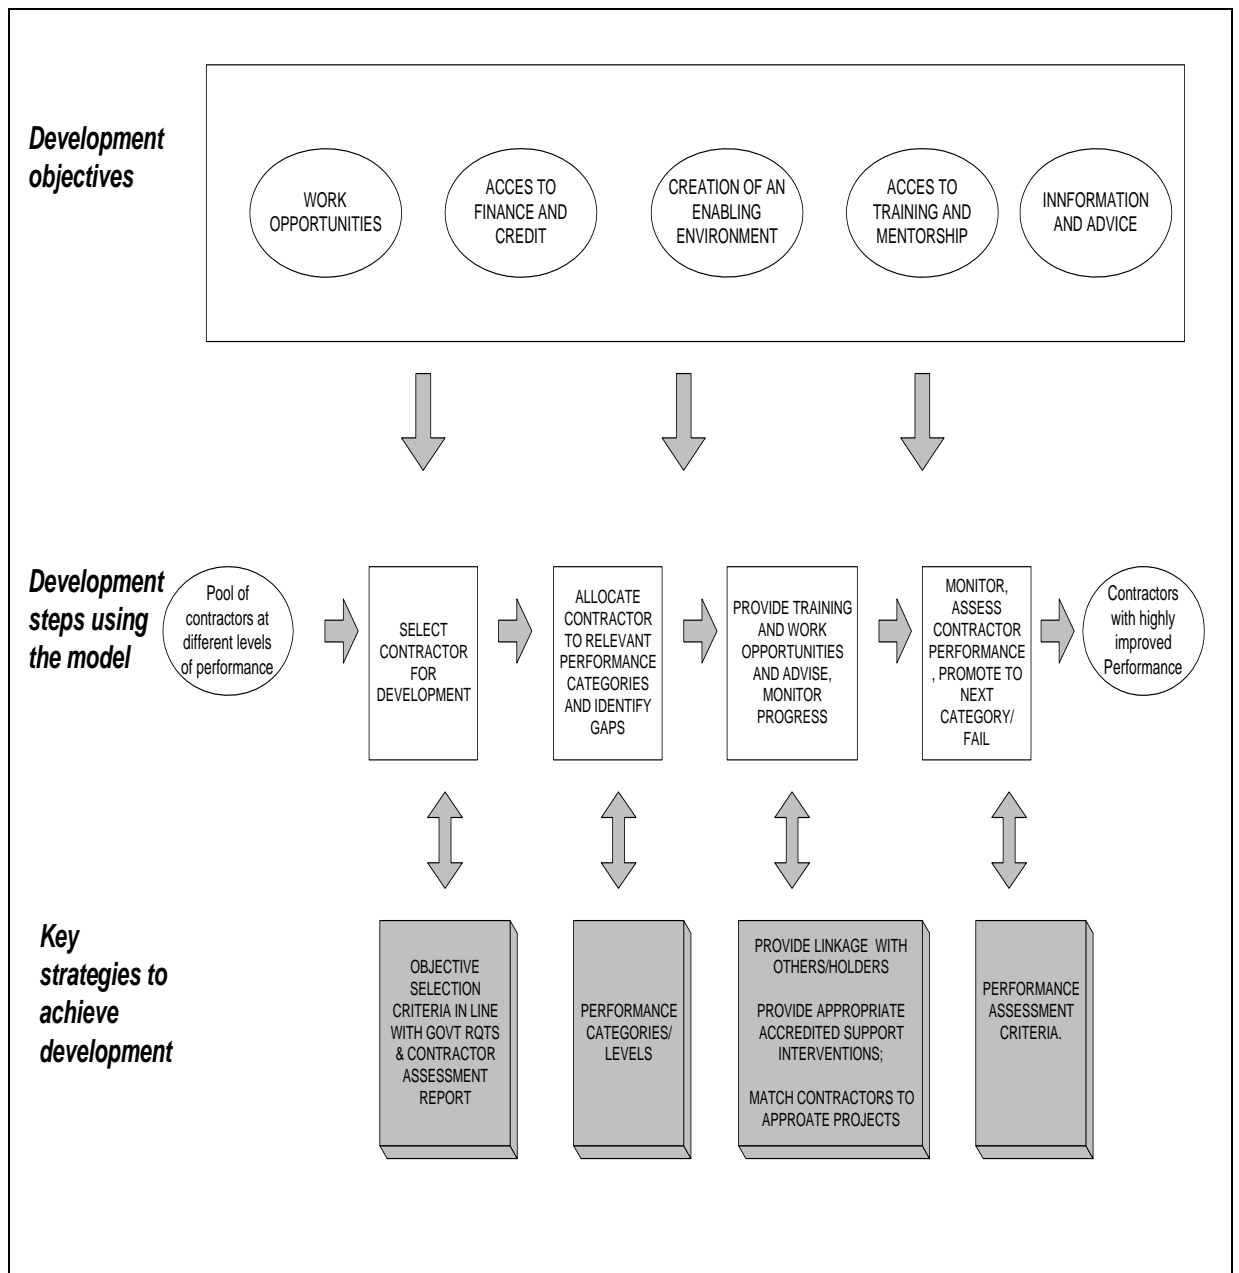 Development
objectives
WORK
OPPORTUNITIES
ACCES TO
FINANCE AND
CREDIT
CREATION OF AN
ENABLING
ENVIRONMENT
ACCES TO
TRAINING AND
MENTORSHIP
INNFORMATION
AND ADVICE
Development
steps using
the model
Pool of
contractors at
different levels
of performance
SELECT
CONTRACTOR
FOR
DEVELOPMENT
ALLOCATE
CONTRACTOR
TO RELEVANT
PERFORMANCE
CATEGORIES
AND IDENTIFY
GAPS
PROVIDE TRAINING
AND WORK
OPPORTUNITIES
AND ADVISE,
MONITOR
PROGRESS
MONITOR,
ASSESS
CONTRACTOR
PERFORMANCE
, PROMOTE TO
NEXT
CATEGORY/
FAIL
Contractors
with highly
improved
Performance
Key
strategies to
achieve
development
OBJECTIVE
SELECTION
CRITERIA IN LINE
WITH GOVT RQTS
& CONTRACTOR
ASSESSMENT
REPORT
PERFORMANCE
CATEGORIES/
LEVELS
PROVIDE LINKAGE WITH
OTHERS/HOLDERS
PROVIDE APPROPRIATE
ACCREDITED SUPPORT
INTERVENTIONS;
MATCH CONTRACTORS TO
APPROATE PROJECTS
PERFORMANCE
ASSESSMENT
CRITERIA.